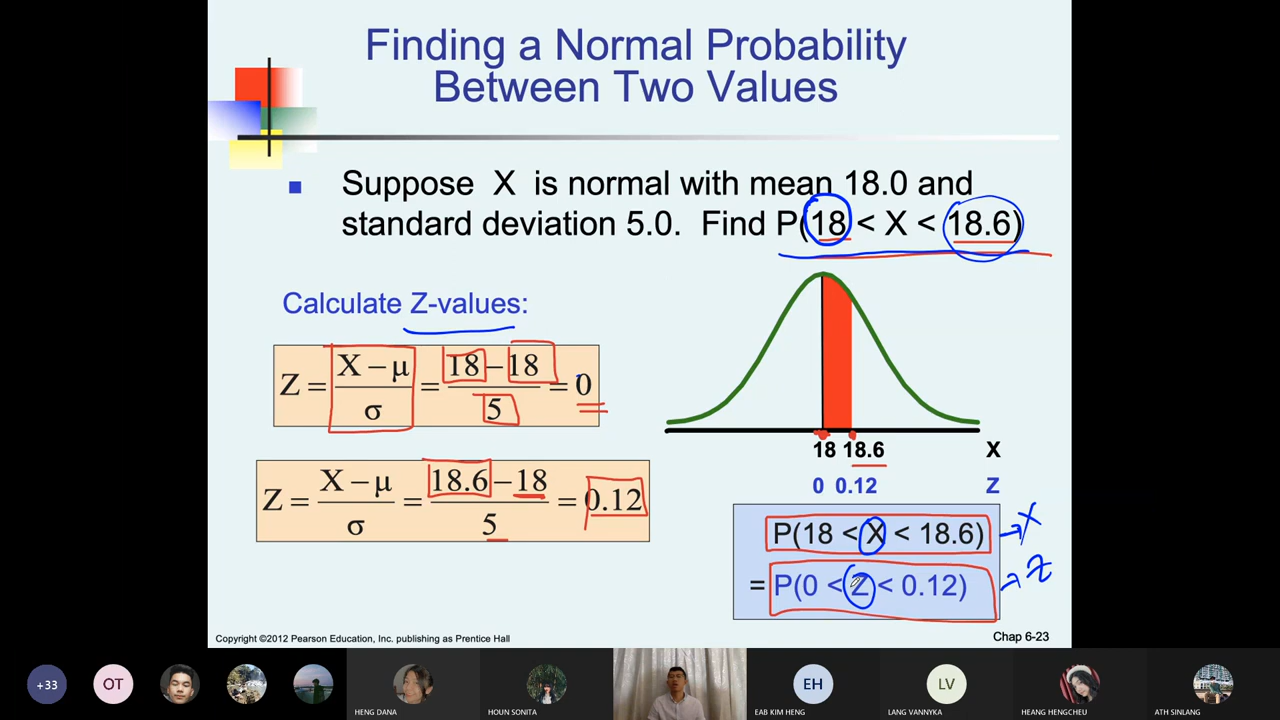 Finding a Normal Probability
Between Two Values
Suppose X is normal with mean 18.0 and
standard deviation 5.0. Find P(18 < X < 18.6)
Calculate Z-values:
Z = X − μ / σ = 18 − 18 / 5 = 0
Z = X − μ / σ = 18.6 − 18 / 5 = 0.12
18 18.6 X
0 0.12 Z
P(18 < X < 18.6) → X
= P(0 < Z < 0.12) → Z
Copyright ©2012 Pearson Education, Inc. publishing as Prentice Hall
Chap 6-23
+33
OT
HENG DANA
HOUN SONITA
EH
EAB KIM HENG
LV
LANG VANNYKA
HEANG HENGCHEU
ATH SINLANG